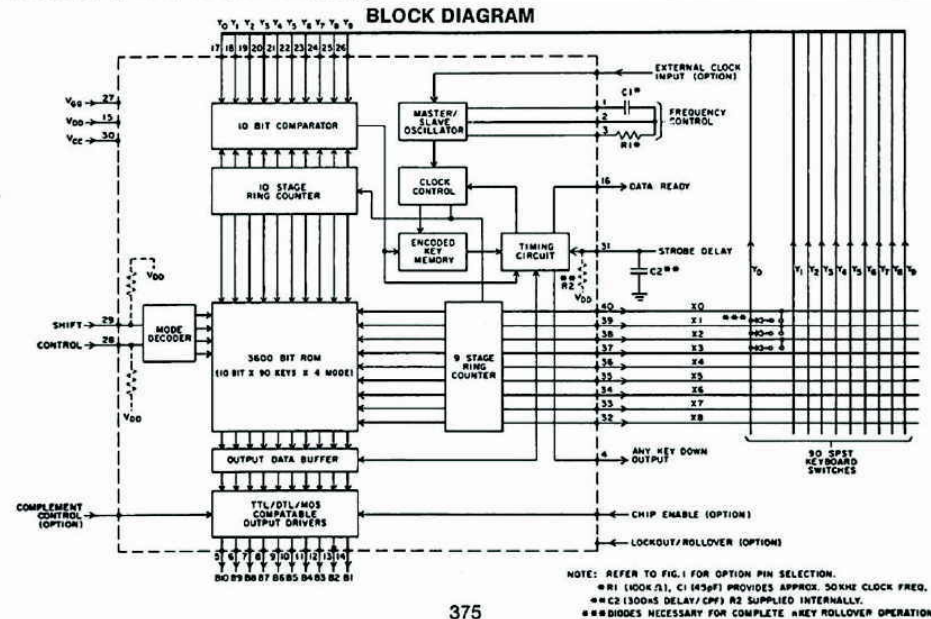 BLOCK DIAGRAM
Y0 Y1 Y2 Y3 Y4 Y5 Y6 Y7 Y8 Y9
17 18 19 20 21 22 23 24 25 26
EXTERNAL CLOCK
INPUT (OPTION)
VGG 27
VDD 15
VCC 30
10 BIT COMPARATOR
MASTER/
SLAVE
OSCILLATOR
1
C1*
2
3
R1*
FREQUENCY
CONTROL
10 STAGE
RING COUNTER
CLOCK
CONTROL
16
DATA READY
ENCODED
KEY
MEMORY
TIMING
CIRCUIT
31
STROBE DELAY
C2**
**
R2
VDD
Y0 Y1 Y2 Y3 Y4 Y5 Y6 Y7 Y8 Y9
VDD
SHIFT 29
CONTROL 28
MODE
DECODER
VDD
3600 BIT ROM
(10 BIT X 90 KEYS X 4 MODE)
9 STAGE
RING
COUNTER
40 X0
39 X1
***
38 X2
37 X3
36 X4
35 X5
34 X6
33 X7
32 X8
OUTPUT DATA BUFFER
4
ANY KEY DOWN
OUTPUT
90 SPST
KEYBOARD
SWITCHES
COMPLEMENT
CONTROL
(OPTION)
TTL/DTL/MOS
COMPATABLE
OUTPUT DRIVERS
CHIP ENABLE (OPTION)
LOCKOUT/ROLLOVER (OPTION)
5 6 7 8 9 10 11 12 13 14
B10 B9 B8 B7 B6 B5 B4 B3 B2 B1
NOTE: REFER TO FIG. 1 FOR OPTION PIN SELECTION.
*R1 (100KΩ), C1 (45pF) PROVIDES APPROX. 50KHZ CLOCK FREQ.
**C2 (300nS DELAY/CPF) R2 SUPPLIED INTERNALLY.
***DIODES NECESSARY FOR COMPLETE nKEY ROLLOVER OPERATION
375